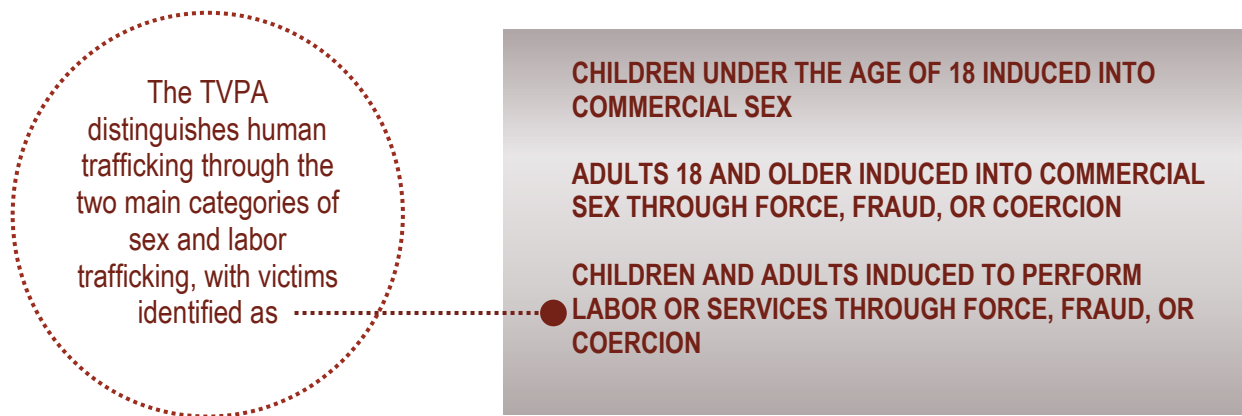 The TVPA
distinguishes human
trafficking through the
two main categories of
sex and labor
trafficking, with victims
identified as
CHILDREN UNDER THE AGE OF 18 INDUCED INTO
COMMERCIAL SEX
ADULTS 18 AND OLDER INDUCED INTO COMMERCIAL
SEX THROUGH FORCE, FRAUD, OR COERCION
CHILDREN AND ADULTS INDUCED TO PERFORM
LABOR OR SERVICES THROUGH FORCE, FRAUD, OR
COERCION